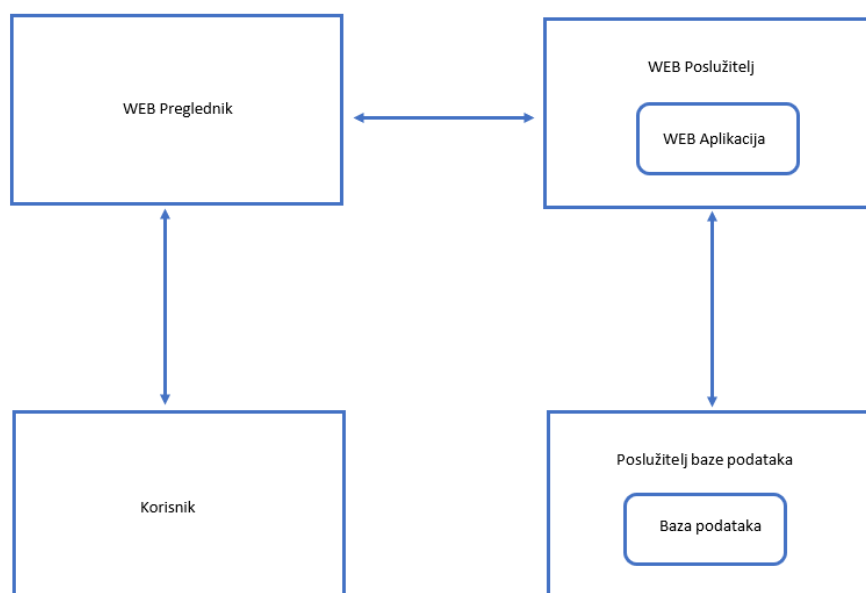 WEB Preglednik
WEB Poslužitelj
WEB Aplikacija
Korisnik
Poslužitelj baze podataka
Baza podataka